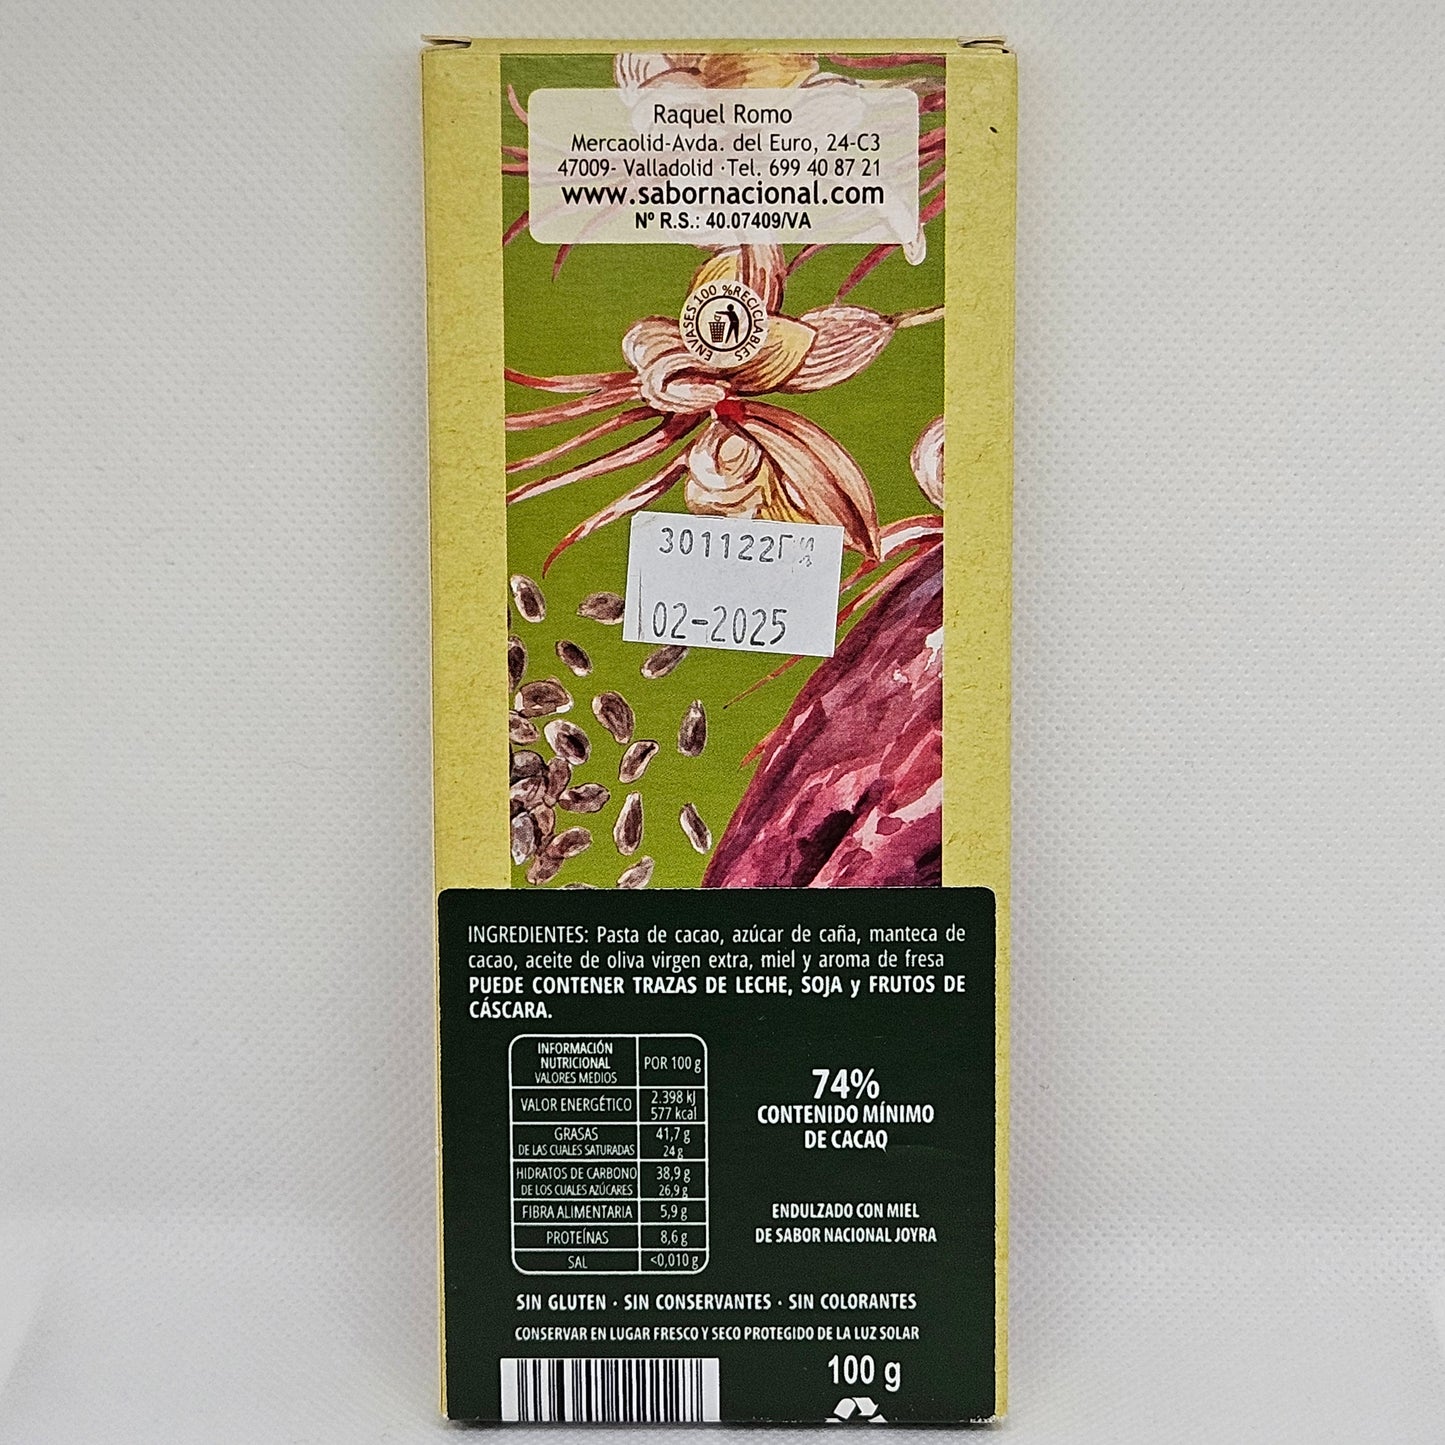 Raquel Romo
Mercaolid-Avda. del Euro, 24-C3
47009- Valladolid ·Tel. 699 40 87 21
www.sabornacional.com
Nº R.S.: 40.07409/VA
ENVASES 100 %RECICLABLES
301122
02-2025
INGREDIENTES: Pasta de cacao, azúcar de caña, manteca de
cacao, aceite de oliva virgen extra, miel y aroma de fresa
PUEDE CONTENER TRAZAS DE LECHE, SOJA y FRUTOS DE
CÁSCARA.
INFORMACIÓN
NUTRICIONAL
VALORES MEDIOS
POR 100 g
VALOR ENERGÉTICO
2.398 kJ
577 kcal
GRASAS
41,7 g
DE LAS CUALES SATURADAS
24 g
HIDRATOS DE CARBONO
38,9 g
DE LOS CUALES AZÚCARES
26,9 g
FIBRA ALIMENTARIA
5,9 g
PROTEÍNAS
8,6 g
SAL
<0,010 g
74%
CONTENIDO MÍNIMO
DE CACAO
ENDULZADO CON MIEL
DE SABOR NACIONAL JOYRA
SIN GLUTEN · SIN CONSERVANTES · SIN COLORANTES
CONSERVAR EN LUGAR FRESCO Y SECO PROTEGIDO DE LA LUZ SOLAR
100 g